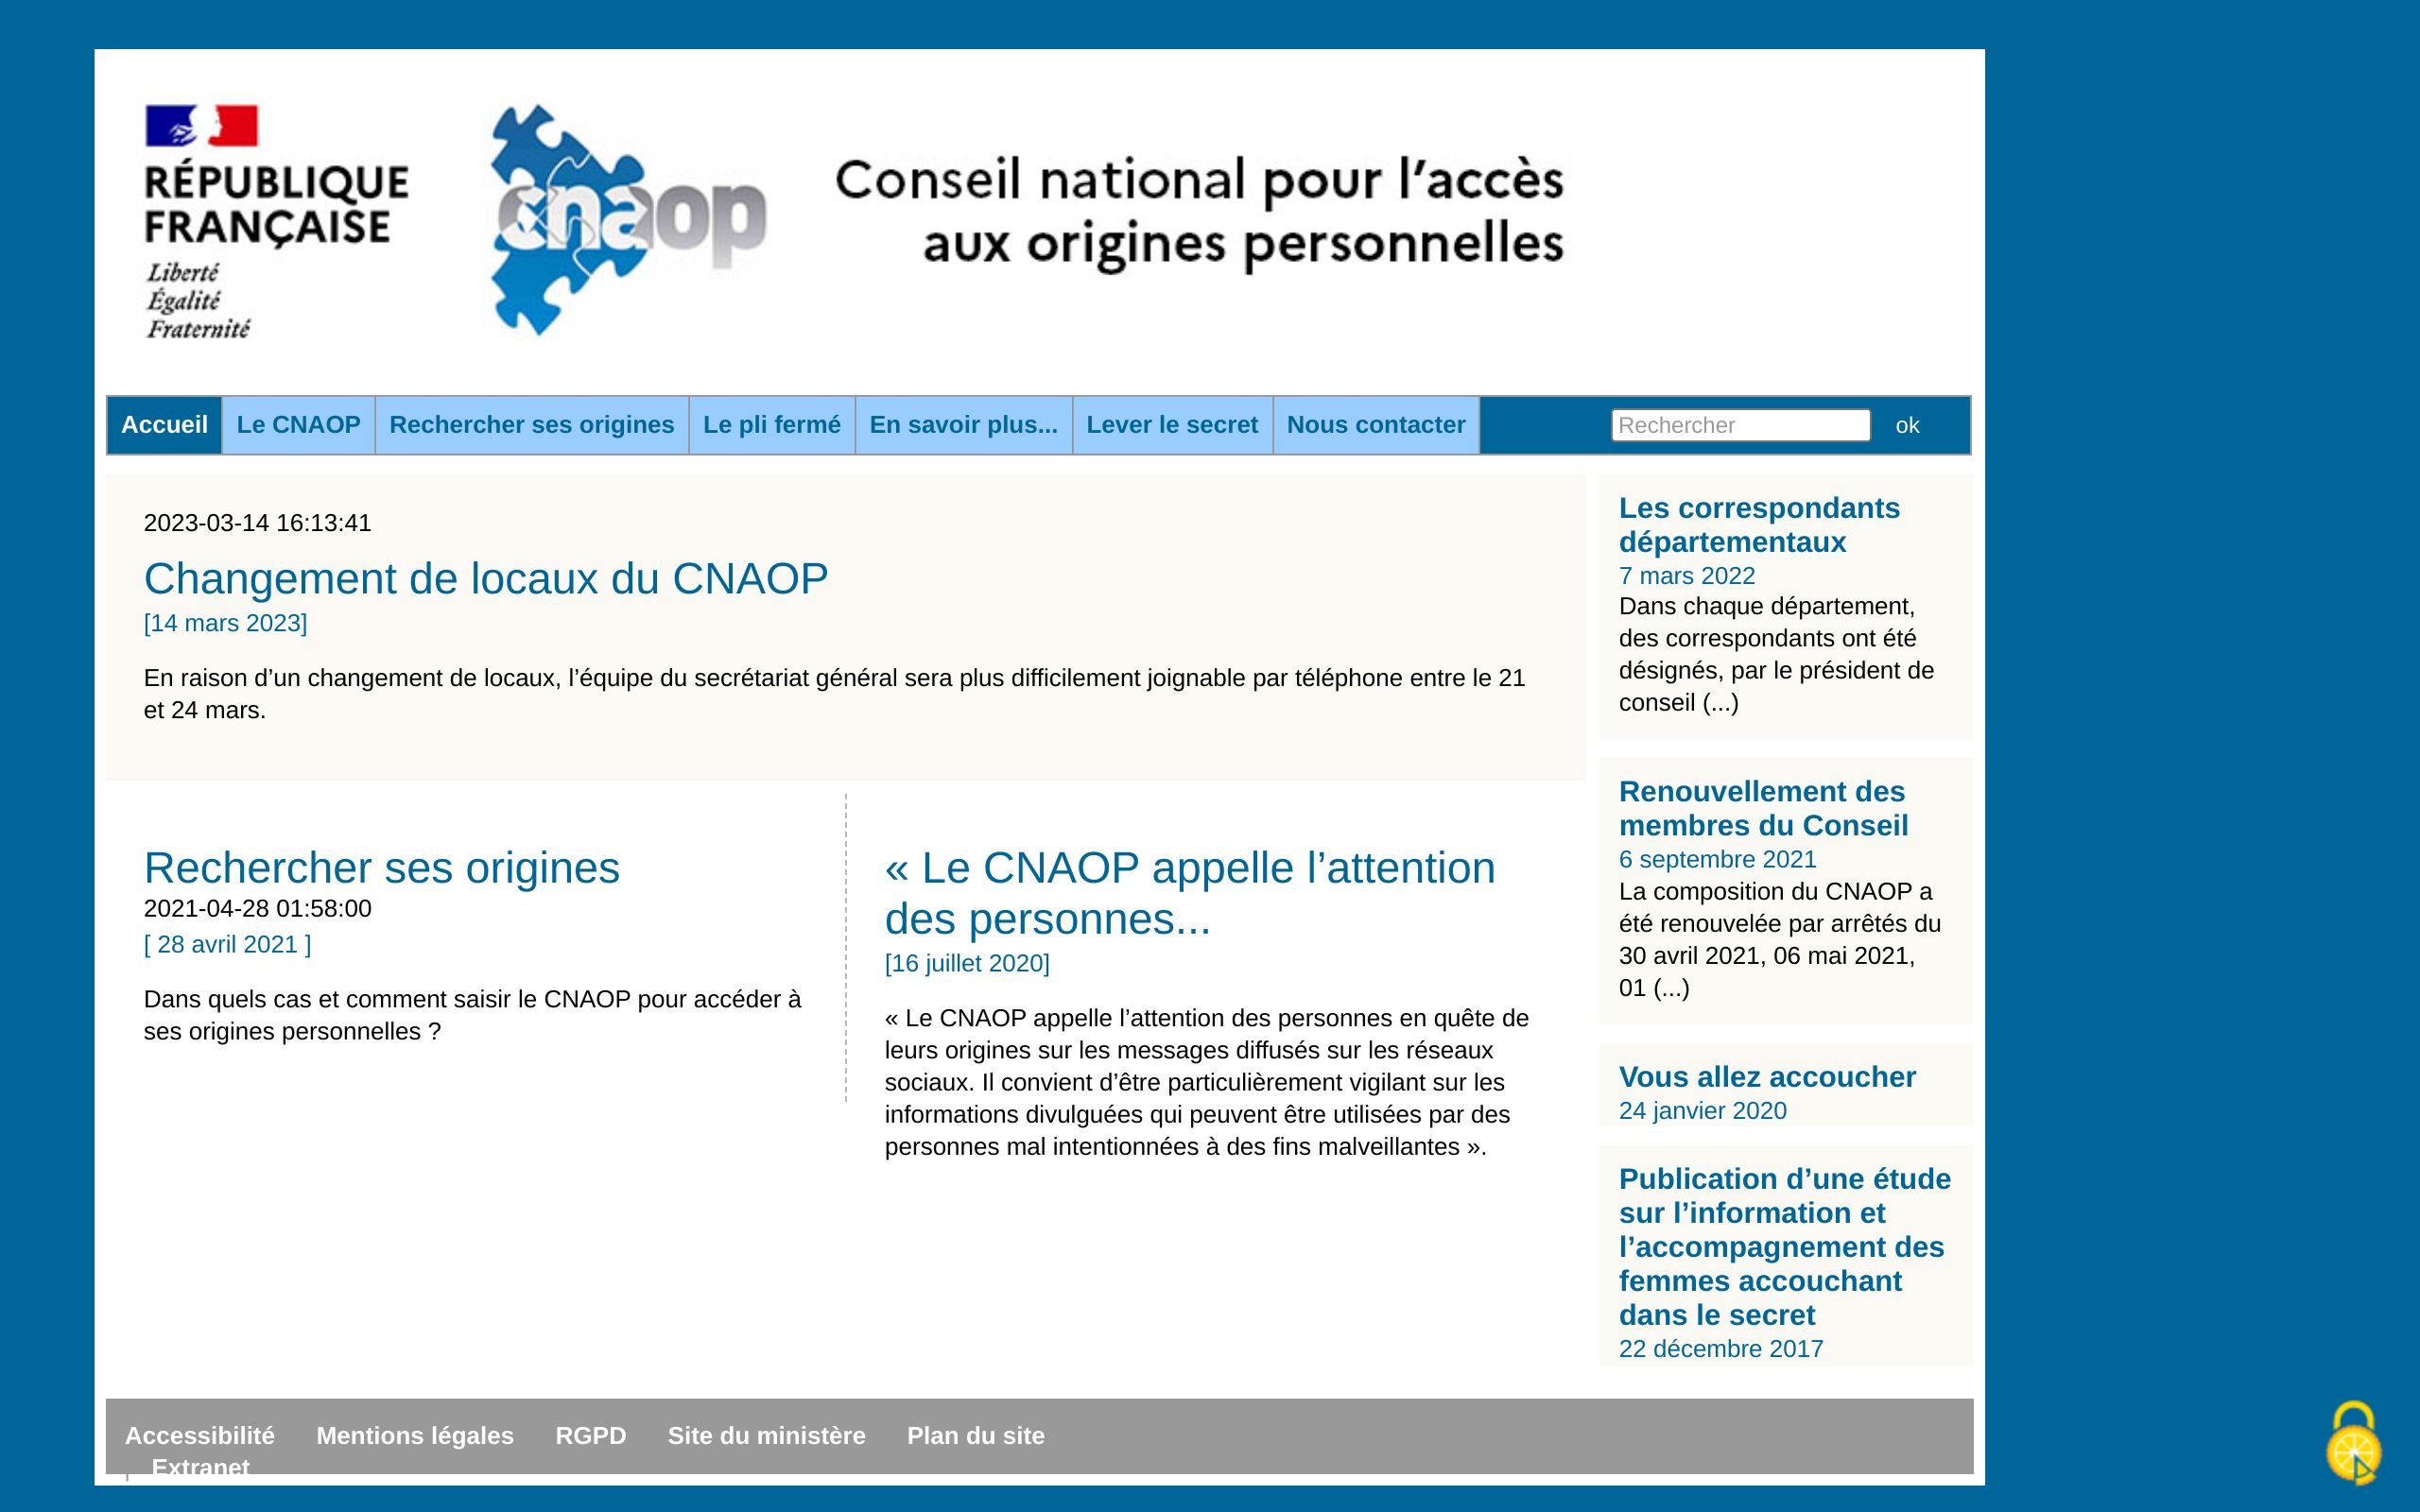 RÉPUBLIQUE
FRANÇAISE
Liberté
Égalité
Fraternité
cnaop
Conseil national pour l’accès
aux origines personnelles
Accueil
Le CNAOP
Rechercher ses origines
Le pli fermé
En savoir plus...
Lever le secret
Nous contacter
Rechercher
ok
2023-03-14 16:13:41
Changement de locaux du CNAOP
[14 mars 2023]
En raison d’un changement de locaux, l’équipe du secrétariat général sera plus difficilement joignable par téléphone entre le 21
et 24 mars.
Rechercher ses origines
2021-04-28 01:58:00
[ 28 avril 2021 ]
Dans quels cas et comment saisir le CNAOP pour accéder à
ses origines personnelles ?
« Le CNAOP appelle l’attention
des personnes...
[16 juillet 2020]
« Le CNAOP appelle l’attention des personnes en quête de
leurs origines sur les messages diffusés sur les réseaux
sociaux. Il convient d’être particulièrement vigilant sur les
informations divulguées qui peuvent être utilisées par des
personnes mal intentionnées à des fins malveillantes ».
Les correspondants
départementaux
7 mars 2022
Dans chaque département,
des correspondants ont été
désignés, par le président de
conseil (...)
Renouvellement des
membres du Conseil
6 septembre 2021
La composition du CNAOP a
été renouvelée par arrêtés du
30 avril 2021, 06 mai 2021,
01 (...)
Vous allez accoucher
24 janvier 2020
Publication d’une étude
sur l’information et
l’accompagnement des
femmes accouchant
dans le secret
22 décembre 2017
Accessibilité
Mentions légales
RGPD
Site du ministère
Plan du site
Extranet